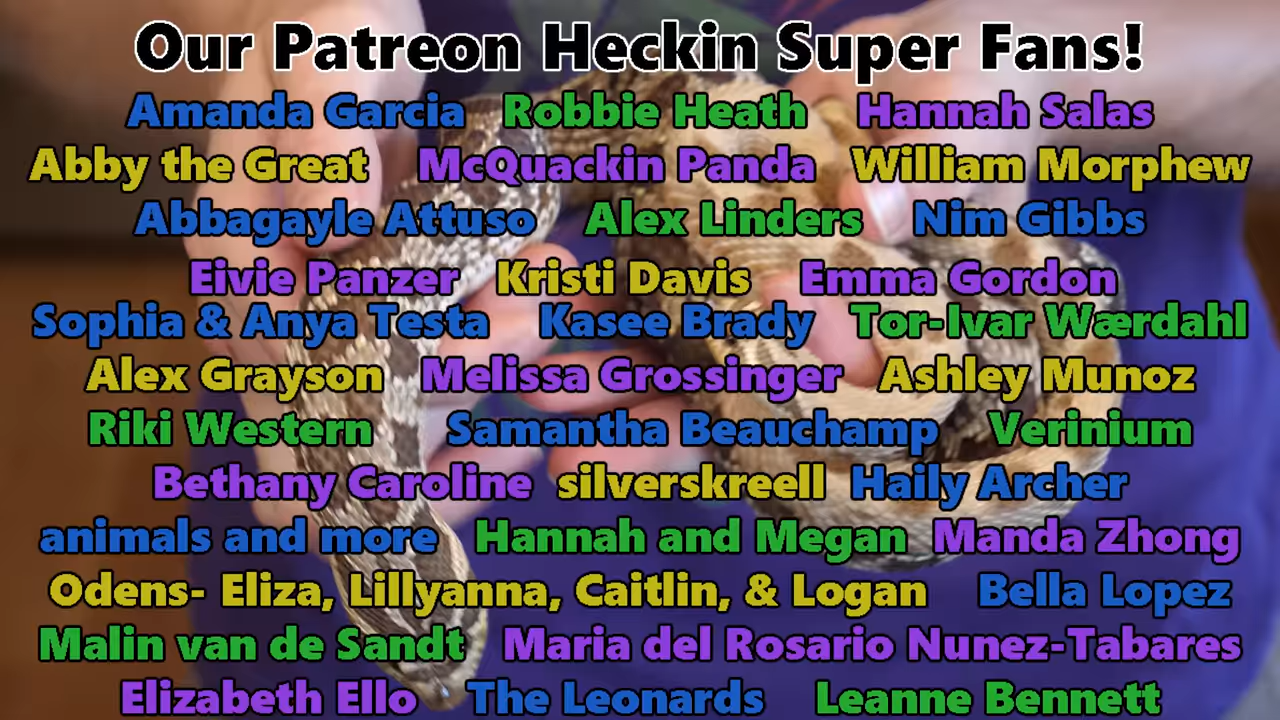 Our Patreon Heckin Super Fans!
Amanda Garcia Robbie Heath Hannah Salas
Abby the Great McQuackin Panda William Morphew
Abbagayle Attuso Alex Linders Nim Gibbs
Eivie Panzer Kristi Davis Emma Gordon
Sophia & Anya Testa Kasee Brady Tor-Ivar Wærdahl
Alex Grayson Melissa Grossinger Ashley Munoz
Riki Western Samantha Beauchamp Verinium
Bethany Caroline silverskreell Haily Archer
animals and more Hannah and Megan Manda Zhong
Odens- Eliza, Lillyanna, Caitlin, & Logan Bella Lopez
Malin van de Sandt Maria del Rosario Nunez-Tabares
Elizabeth Ello The Leonards Leanne Bennett